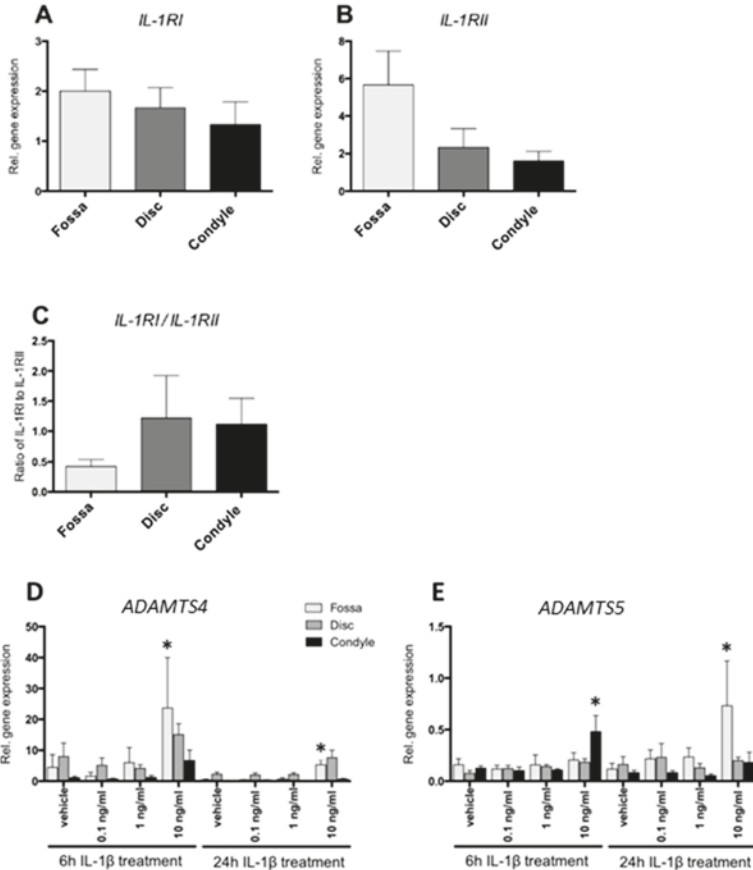 A
IL-1RI
Rel. gene expression
3
2
1
0
Fossa
Disc
Condyle
B
IL-1RII
Rel. gene expression
8
6
4
2
0
Fossa
Disc
Condyle
C
IL-1RI / IL-1RII
Ratio of IL-1RI to IL-1RII
2.5
2.0
1.5
1.0
0.5
0.0
Fossa
Disc
Condyle
D
ADAMTS4
Fossa
Disc
Condyle
Rel. gene expression
50
40
30
20
10
0
*
*
vehicle
0.1 ng/ml
1 ng/ml
10 ng/ml
vehicle
0.1 ng/ml
1 ng/ml
10 ng/ml
6h IL-1β treatment
24h IL-1β treatment
E
ADAMTS5
Rel. gene expression
1.5
1.0
0.5
0.0
*
*
vehicle
0.1 ng/ml
1 ng/ml
10 ng/ml
vehicle
0.1 ng/ml
1 ng/ml
10 ng/ml
6h IL-1β treatment
24h IL-1β treatment